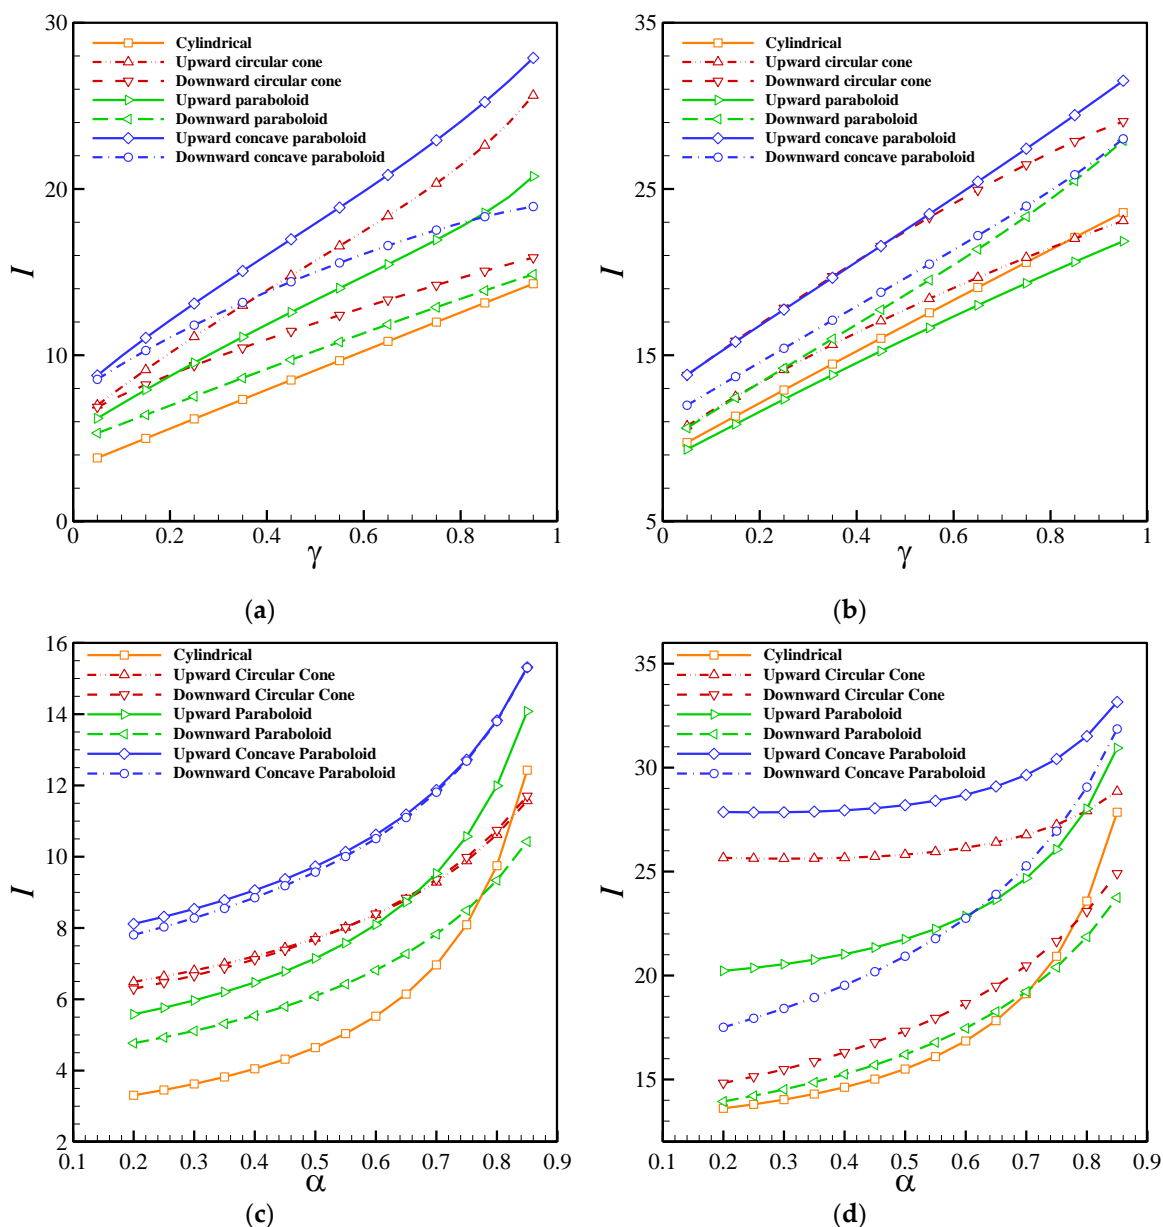 30
Cylindrical
Upward circular cone
Downward circular cone
Upward paraboloid
Downward paraboloid
Upward concave paraboloid
Downward concave paraboloid
20
I
10
0
0 0.2 0.4 0.6 0.8 1
γ
(a)
35
Cylindrical
Upward circular cone
Downward circular cone
Upward paraboloid
Downward paraboloid
Upward concave paraboloid
Downward concave paraboloid
25
I
15
5
0 0.2 0.4 0.6 0.8 1
γ
(b)
16
Cylindrical
Upward Circular Cone
Downward Circular Cone
Upward Paraboloid
Downward Paraboloid
Upward Concave Paraboloid
Downward Concave Paraboloid
14
12
10
I
8
6
4
2
0.1 0.2 0.3 0.4 0.5 0.6 0.7 0.8 0.9
α
(c)
35
Cylindrical
Upward Circular Cone
Downward Circular Cone
Upward Paraboloid
Downward Paraboloid
Upward Concave Paraboloid
Downward Concave Paraboloid
30
25
I
20
15
0.1 0.2 0.3 0.4 0.5 0.6 0.7 0.8 0.9
α
(d)